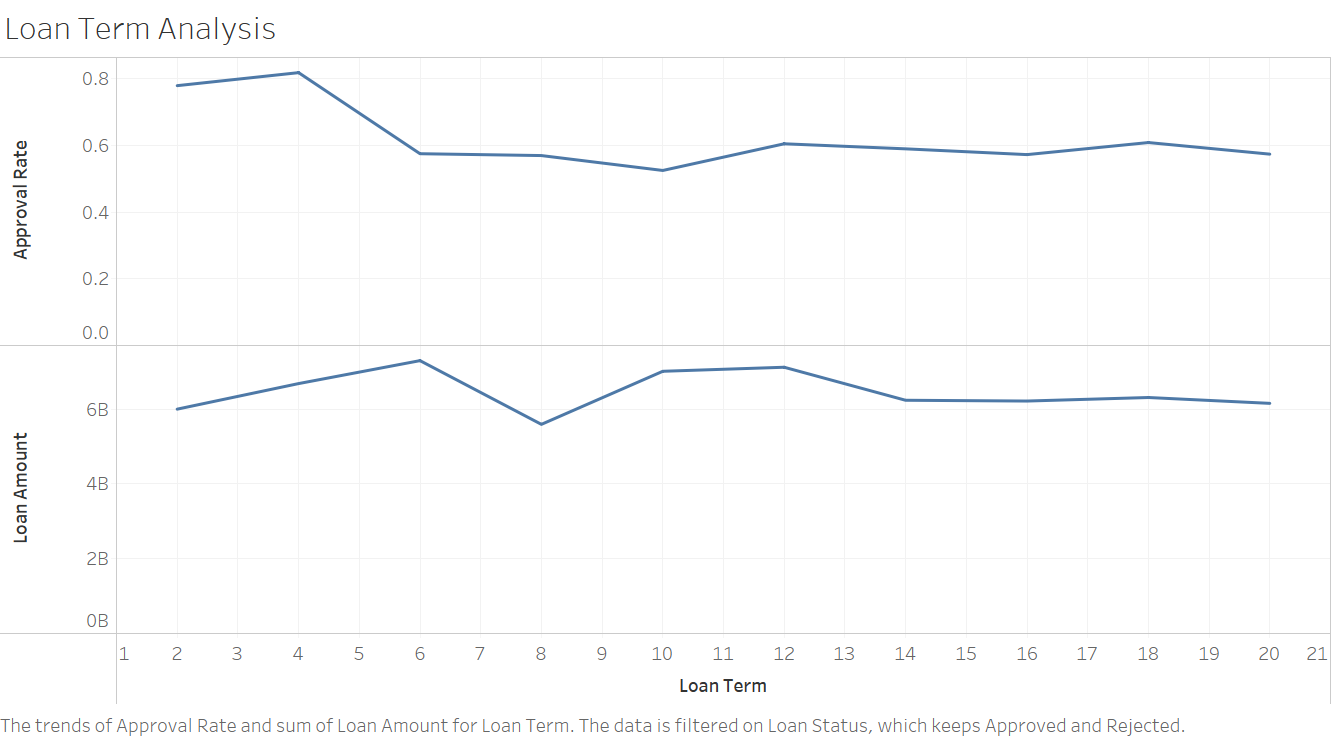 Loan Term Analysis
0.8
0.6
0.4
0.2
0.0
Approval Rate
6B
4B
2B
0B
Loan Amount
1 2 3 4 5 6 7 8 9 10 11 12 13 14 15 16 17 18 19 20 21
Loan Term
The trends of Approval Rate and sum of Loan Amount for Loan Term. The data is filtered on Loan Status, which keeps Approved and Rejected.